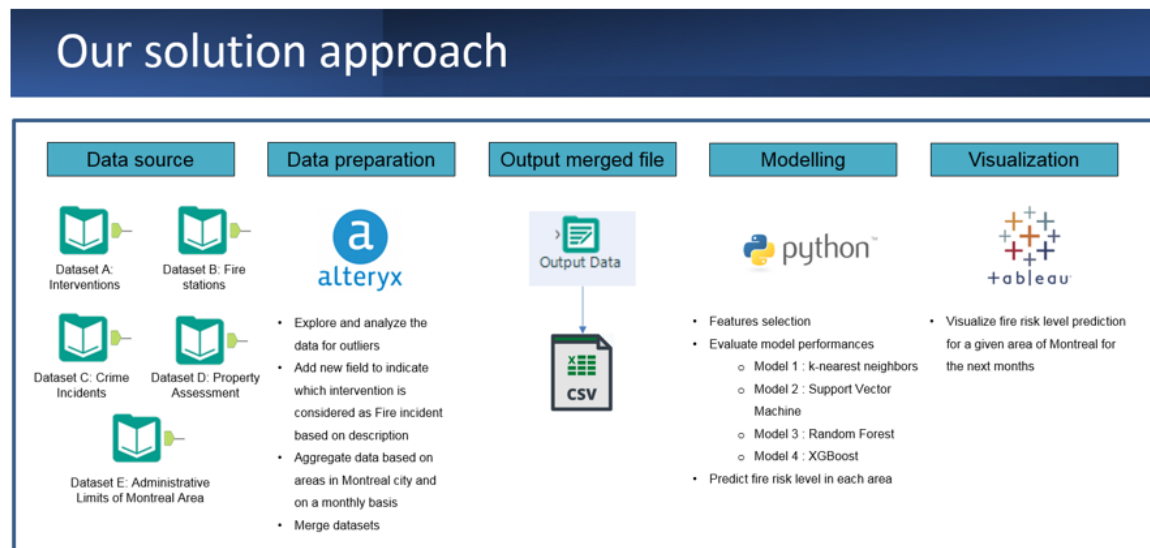 Our solution approach
Data source
Dataset A:
Interventions
Dataset B: Fire
stations
Dataset C: Crime
Incidents
Dataset D: Property
Assessment
Dataset E: Administrative
Limits of Montreal Area
Data preparation
a
alteryx
• Explore and analyze the
data for outliers
• Add new field to indicate
which intervention is
considered as Fire incident
based on description
• Aggregate data based on
areas in Montreal city and
on a monthly basis
• Merge datasets
Output merged file
Output Data
X
CSV
Modelling
python™
• Features selection
• Evaluate model performances
o Model 1 : k-nearest neighbors
o Model 2 : Support Vector
Machine
o Model 3 : Random Forest
o Model 4 : XGBoost
• Predict fire risk level in each area
Visualization
+ableau
• Visualize fire risk level prediction
for a given area of Montreal for
the next months